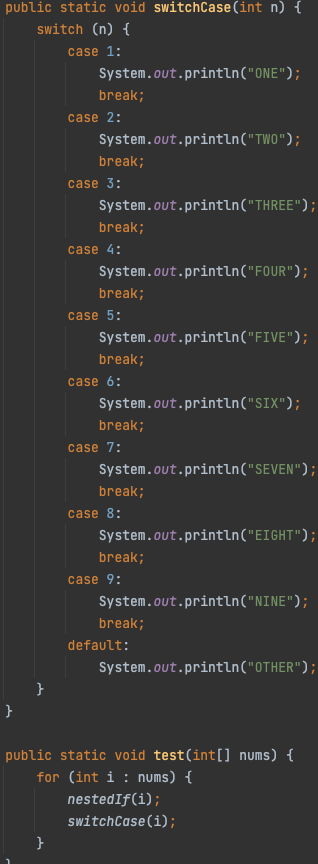 public static void switchCase(int n) {
    switch (n) {
        case 1:
            System.out.println("ONE");
            break;
        case 2:
            System.out.println("TWO");
            break;
        case 3:
            System.out.println("THREE");
            break;
        case 4:
            System.out.println("FOUR");
            break;
        case 5:
            System.out.println("FIVE");
            break;
        case 6:
            System.out.println("SIX");
            break;
        case 7:
            System.out.println("SEVEN");
            break;
        case 8:
            System.out.println("EIGHT");
            break;
        case 9:
            System.out.println("NINE");
            break;
        default:
            System.out.println("OTHER");
    }
}

public static void test(int[] nums) {
    for (int i : nums) {
        nestedIf(i);
        switchCase(i);
    }
}